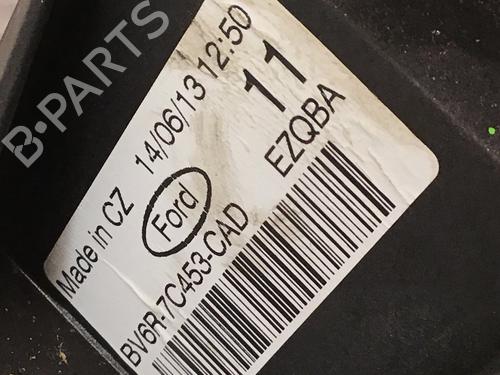 B·PARTS
Made in CZ 14/06/13 12:50
Ford
11
EZQBA
BV6R-7C453-CAD